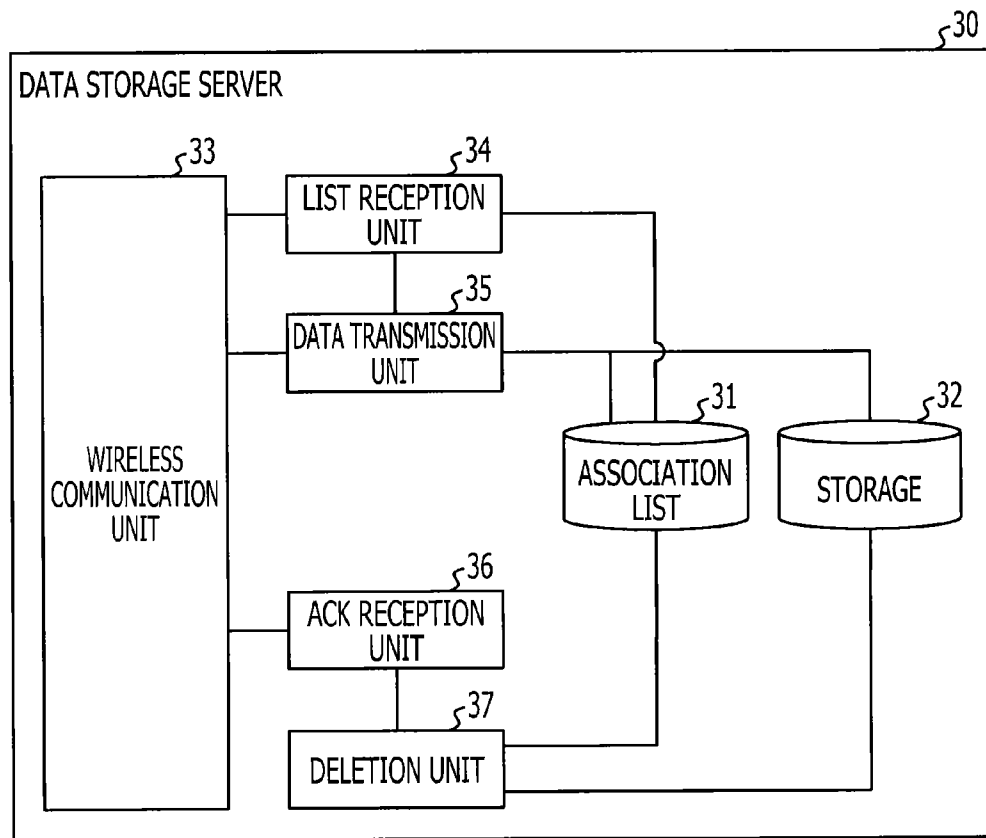 30
DATA STORAGE SERVER
33
34
LIST RECEPTION
UNIT
35
DATA TRANSMISSION
UNIT
31
32
WIRELESS
COMMUNICATION
UNIT
ASSOCIATION
LIST
STORAGE
36
ACK RECEPTION
UNIT
37
DELETION UNIT